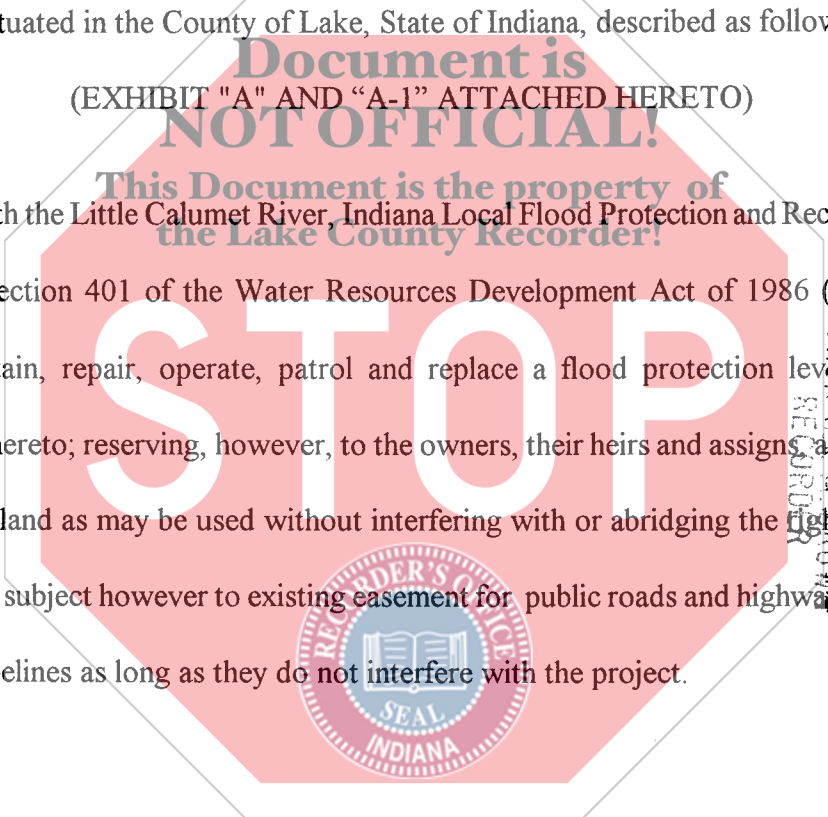 tuated in the County of Lake, State of Indiana, described as follow
Document is
(EXHIBIT "A" AND “A-1” ATTACHED HERETO)
NOT OFFICIAL!
This Document is the property of
th the Little Calumet River, Indiana Local Flood Protection and Rec
the Lake County Recorder!
ection 401 of the Water Resources Development Act of 1986 (
STOP
ain, repair, operate, patrol and replace a flood protection lev
ereto; reserving, however, to the owners, their heirs and assigns, a
RECORDER
land as may be used without interfering with or abridging the righ
subject however to existing easement for public roads and highwa
elines as long as they do not interfere with the project.
RECORDER'S OFFICE
SEAL
INDIANA